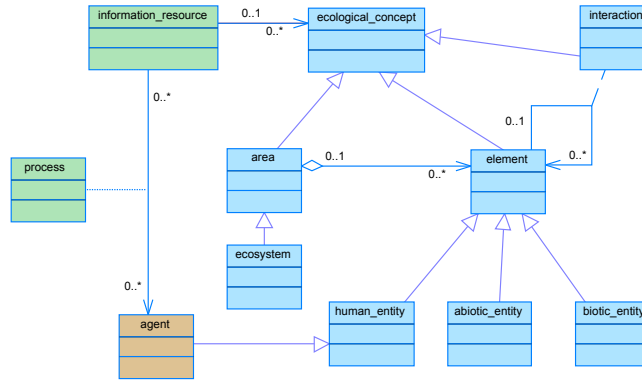 information_resource
0..1
ecological_concept
interaction
0..*
0..*
0..1
process
area
0..1
element
0..*
0..*
ecosystem
0..*
agent
human_entity
abiotic_entity
biotic_entity